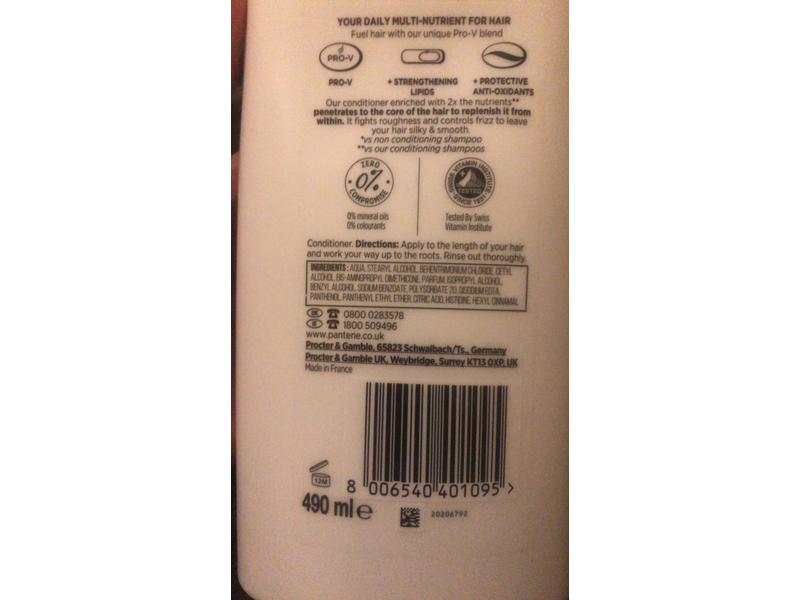 YOUR DAILY MULTI-NUTRIENT FOR HAIR
Fuel hair with our unique Pro-V blend
PRO-V
PRO-V
+ STRENGTHENING LIPIDS
+ PROTECTIVE ANTI-OXIDANTS
Our conditioner enriched with 2x the nutrients**
penetrates to the core of the hair to replenish it from
within. It fights roughness and controls frizz to leave
your hair silky & smooth.
*vs non conditioning shampoo
**vs our conditioning shampoos
ZERO
0%
COMPROMISE
0% mineral oils
0% colourants
SWISS VITAMIN INSTITUTE
TESTED
SINCE 1931
Tested By Swiss
Vitamin Institute
Conditioner. Directions: Apply to the length of your hair
and work your way up to the roots. Rinse out thoroughly.
INGREDIENTS: AQUA, STEARYL ALCOHOL, BEHENTRIMONIUM CHLORIDE, CETYL
ALCOHOL, BIS-AMINOPROPYL DIMETHICONE, PARFUM, ISOPROPYL ALCOHOL,
BENZYL ALCOHOL, SODIUM BENZOATE, POLYSORBATE 20, DISODIUM EDTA,
PANTHENOL, PANTHENYL ETHYL ETHER, CITRIC ACID, HISTIDINE, HEXYL CINNAMAL
UK 0800 0283578
IE 1800 509496
www.pantene.co.uk
Procter & Gamble, 65823 Schwalbach/Ts., Germany
Procter & Gamble UK, Weybridge, Surrey KT13 0XP, UK
Made in France
12M
8 006540 401095 >
490 ml e
20206792